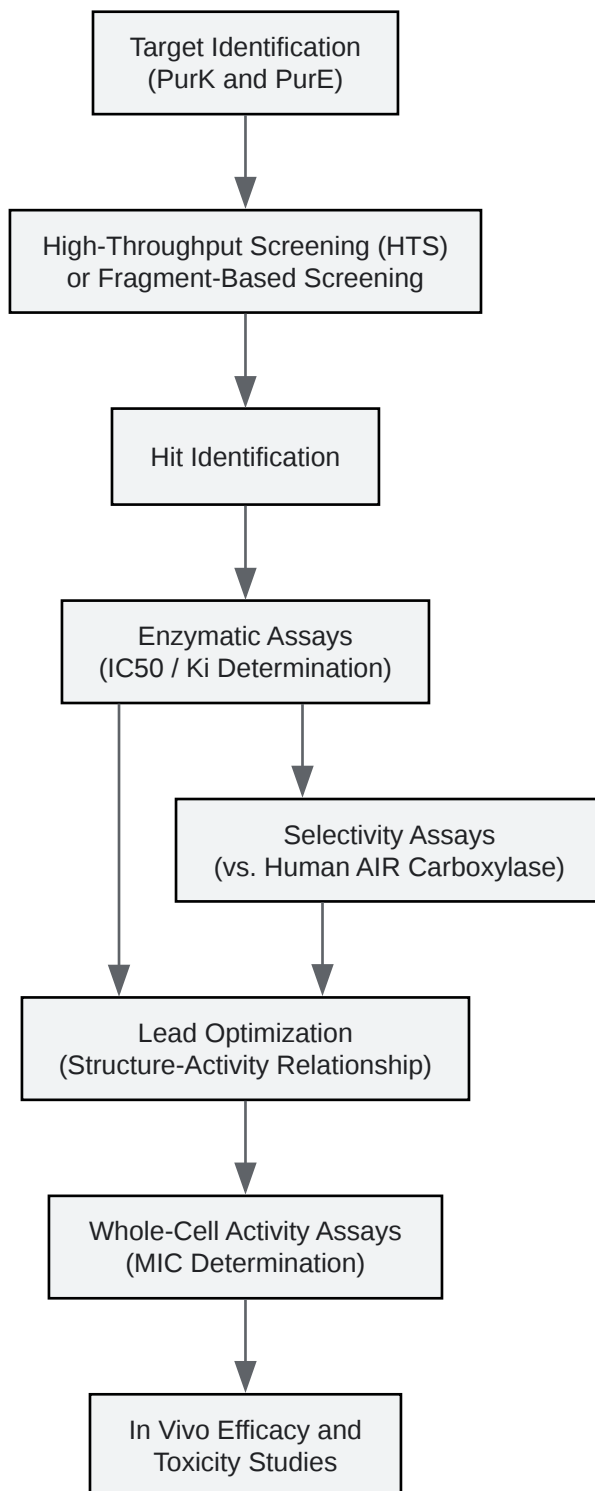 Target Identification
(PurK and PurE)
High-Throughput Screening (HTS)
or Fragment-Based Screening
Hit Identification
Enzymatic Assays
(IC50 / Ki Determination)
Selectivity Assays
(vs. Human AIR Carboxylase)
Lead Optimization
(Structure-Activity Relationship)
Whole-Cell Activity Assays
(MIC Determination)
In Vivo Efficacy and
Toxicity Studies